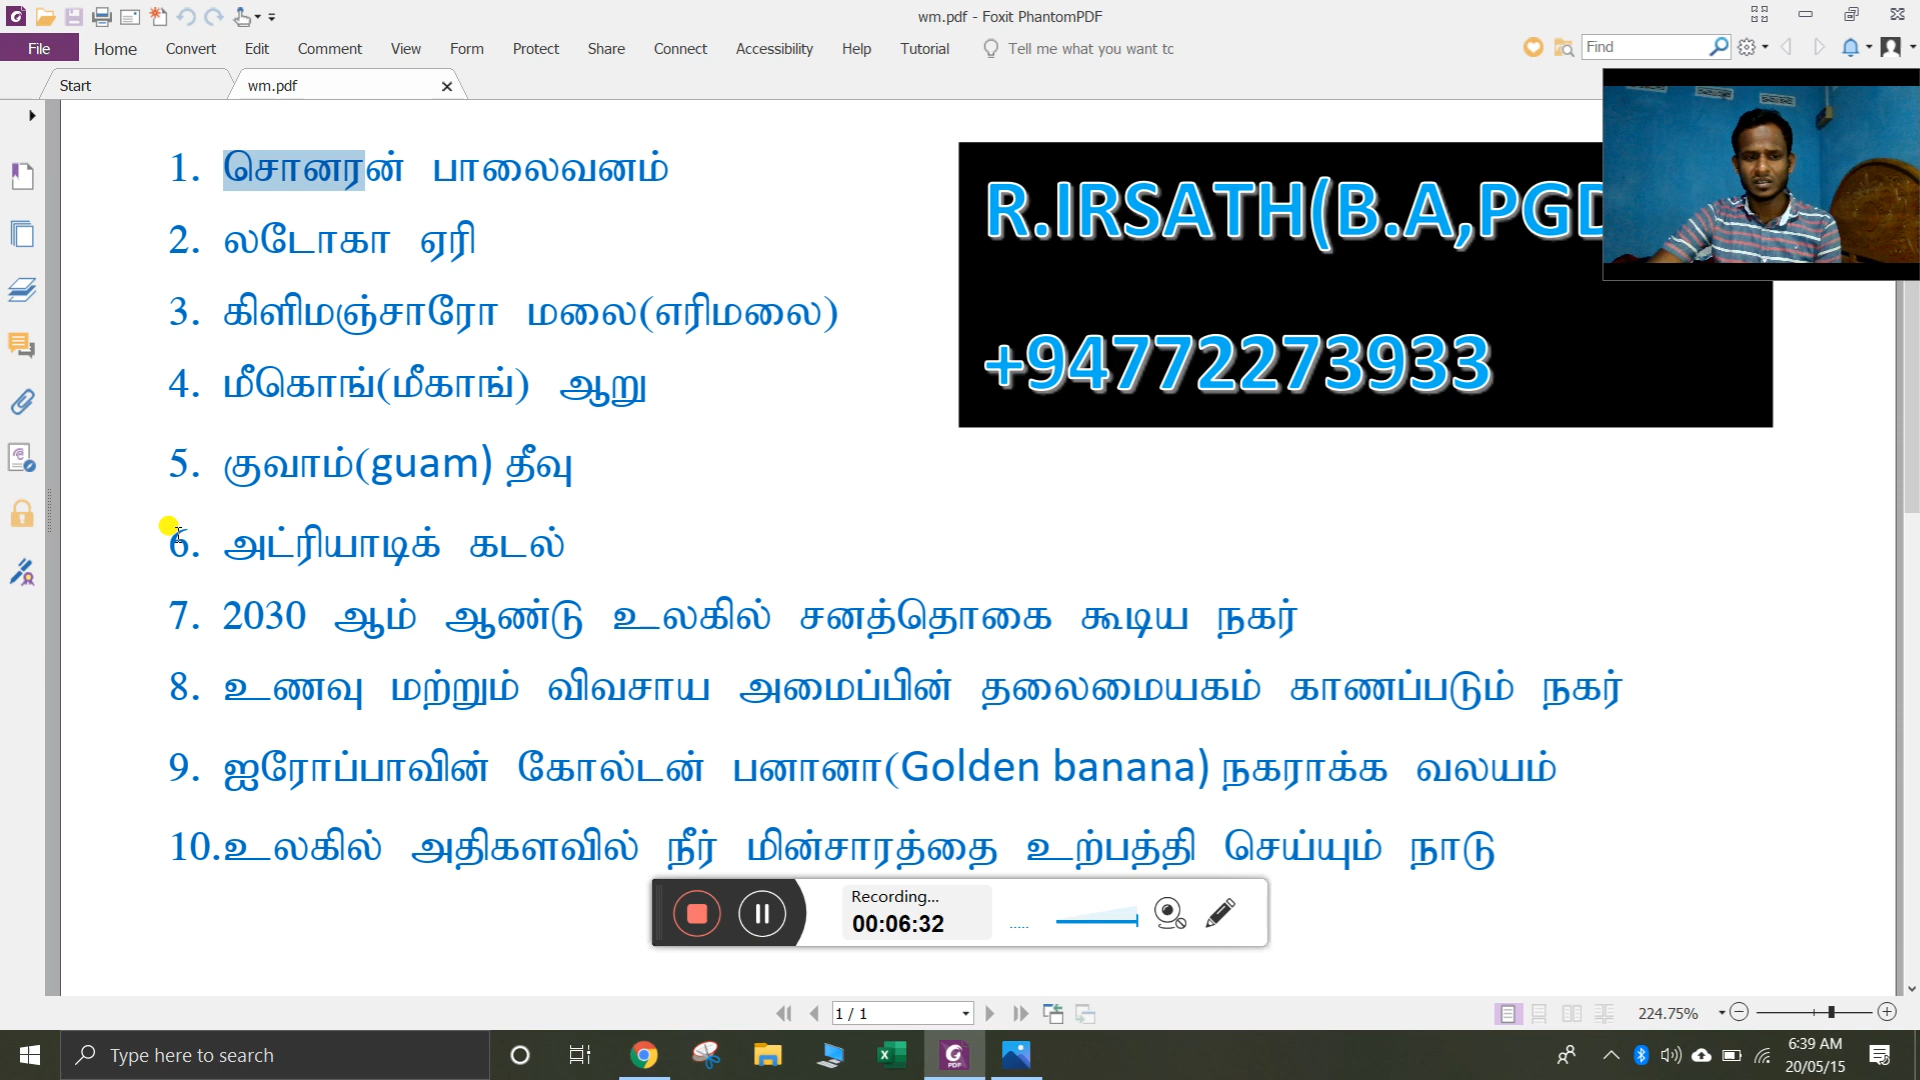 wm.pdf - Foxit PhantomPDF
File Home Convert Edit Comment View Form Protect Share Connect Accessibility Help Tutorial Tell me what you want tc Find
Start wm.pdf
1. சொனரன் பாலைவனம்
2. லடோகா ஏரி
3. கிளிமஞ்சாரோ மலை(எரிமலை)
4. மீகொங்(மீகாங்) ஆறு
5. குவாம்(guam) தீவு
6. அட்ரியாடிக் கடல்
7. 2030 ஆம் ஆண்டு உலகில் சனத்தொகை கூடிய நகர்
8. உணவு மற்றும் விவசாய அமைப்பின் தலைமையகம் காணப்படும் நகர்
9. ஐரோப்பாவின் கோல்டன் பனானா(Golden banana) நகராக்க வலயம்
10.உலகில் அதிகளவில் நீர் மின்சாரத்தை உற்பத்தி செய்யும் நாடு
R.IRSATH(B.A,PGD
+94772273933
Recording...
00:06:32
1 / 1
224.75%
Type here to search
6:39 AM
20/05/15